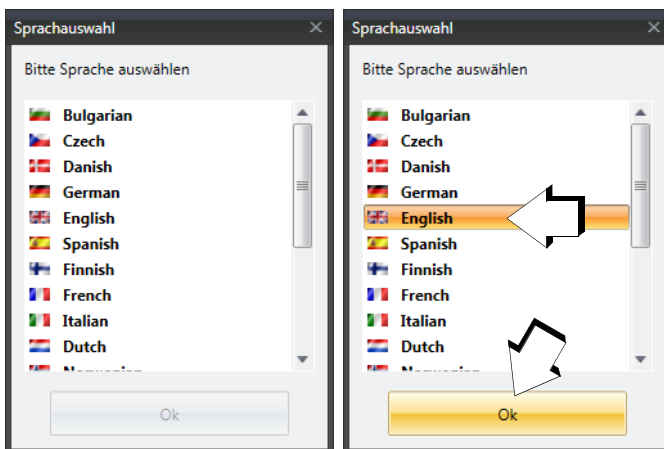 Sprachauswahl
Bitte Sprache auswählen
Bulgarian
Czech
Danish
German
English
Spanish
Finnish
French
Italian
Dutch
Ok
Sprachauswahl
Bitte Sprache auswählen
Bulgarian
Czech
Danish
German
English
Spanish
Finnish
French
Italian
Dutch
Ok